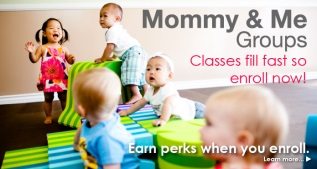 Mommy & Me
Groups
Classes fill fast so
enroll now!
Earn perks when you enroll.
Learn more...